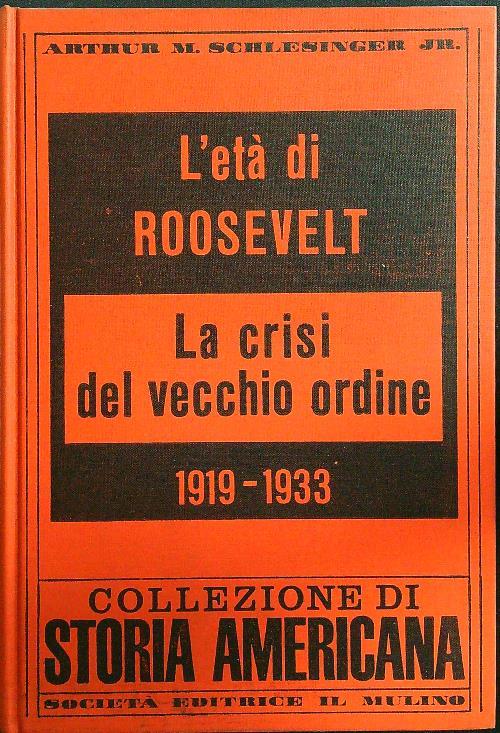 ARTHUR M. SCHLESINGER JR.
L'età di
ROOSEVELT
La crisi
del vecchio ordine
1919-1933
COLLEZIONE DI
STORIA AMERICANA
SOCIETÀ EDITRICE IL MULINO